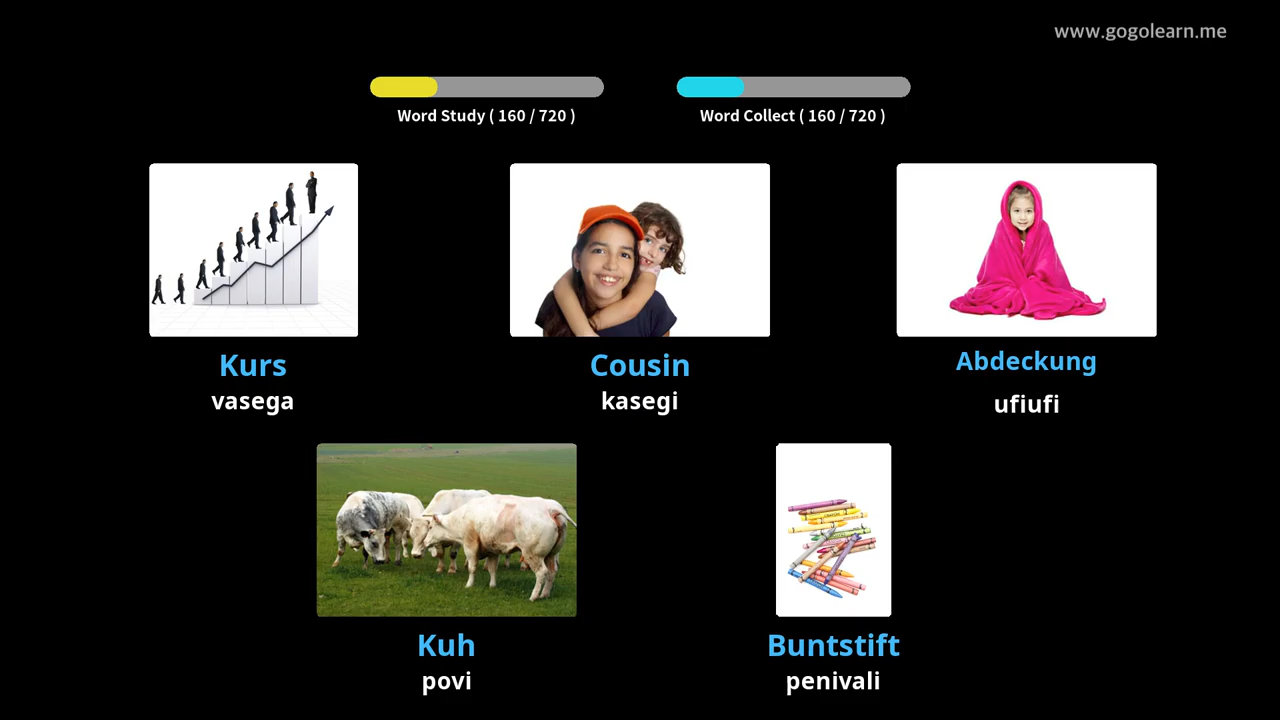 www.gogolearn.me
Word Study ( 160 / 720 )
Word Collect ( 160 / 720 )
Kurs
vasega
Cousin
kasegi
Abdeckung
ufiufi
Kuh
povi
Buntstift
penivali